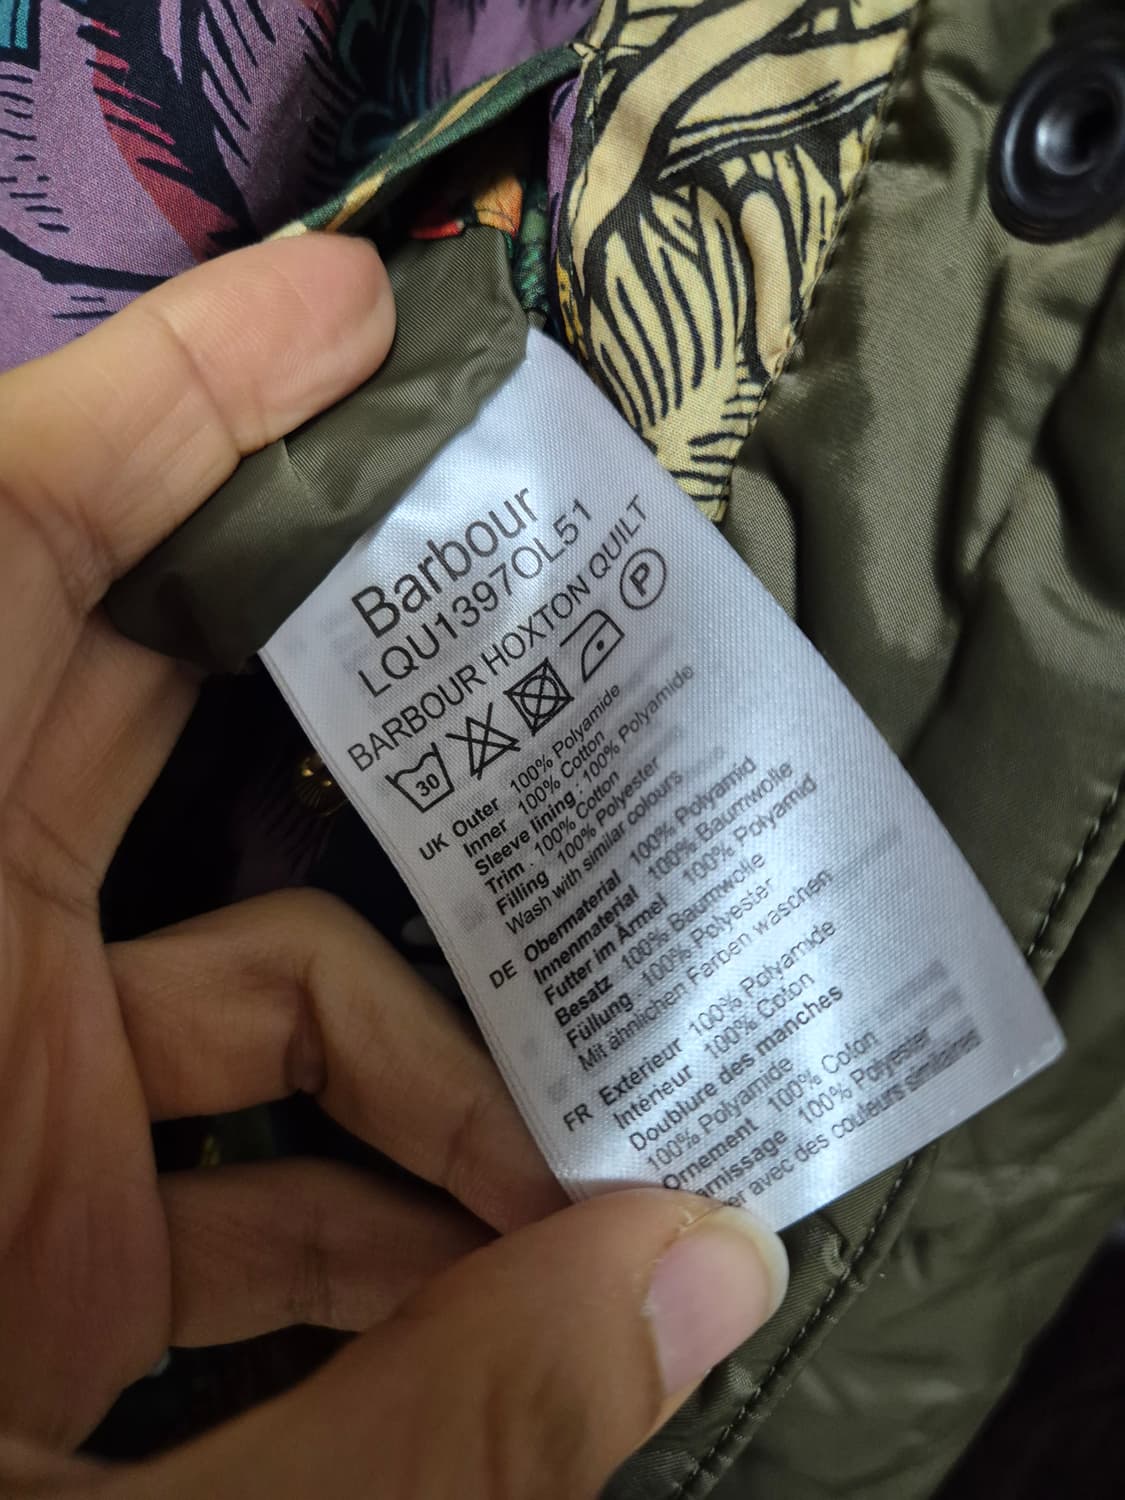 Barbour
LQU1397OL51
BARBOUR HOXTON QUILT
30 P
UK Outer 100% Polyamide
Inner 100% Cotton
Sleeve lining : 100% Polyamide
Trim : 100% Cotton
Filling 100% Polyester
Wash with similar colours
DE Obermaterial 100% Polyamid
Innenmaterial 100% Baumwolle
Futter im Ärmel 100% Polyamid
Besatz 100% Baumwolle
Füllung 100% Polyester
Mit ähnlichen Farben waschen
FR Extérieur 100% Polyamide
Intérieur 100% Coton
Doublure des manches
100% Polyamide
Ornement 100% Coton
arnissage 100% Polyester
er avec des couleurs similaires